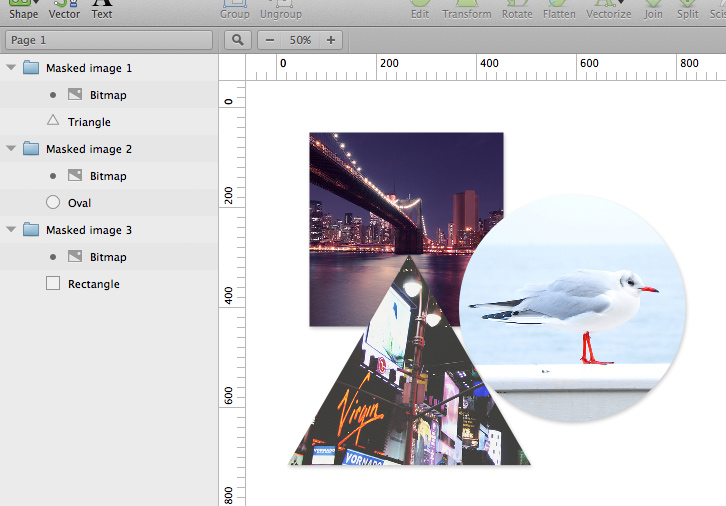 Shape Vector Text Group Ungroup Edit Transform Rotate Flatten Vectorize Join Split
Page 1 50%
Masked image 1
Bitmap
Triangle
Masked image 2
Bitmap
Oval
Masked image 3
Bitmap
Rectangle
0 200 400 600 800
0
200
400
600
800
Virgin
VORNADO
VORNADO